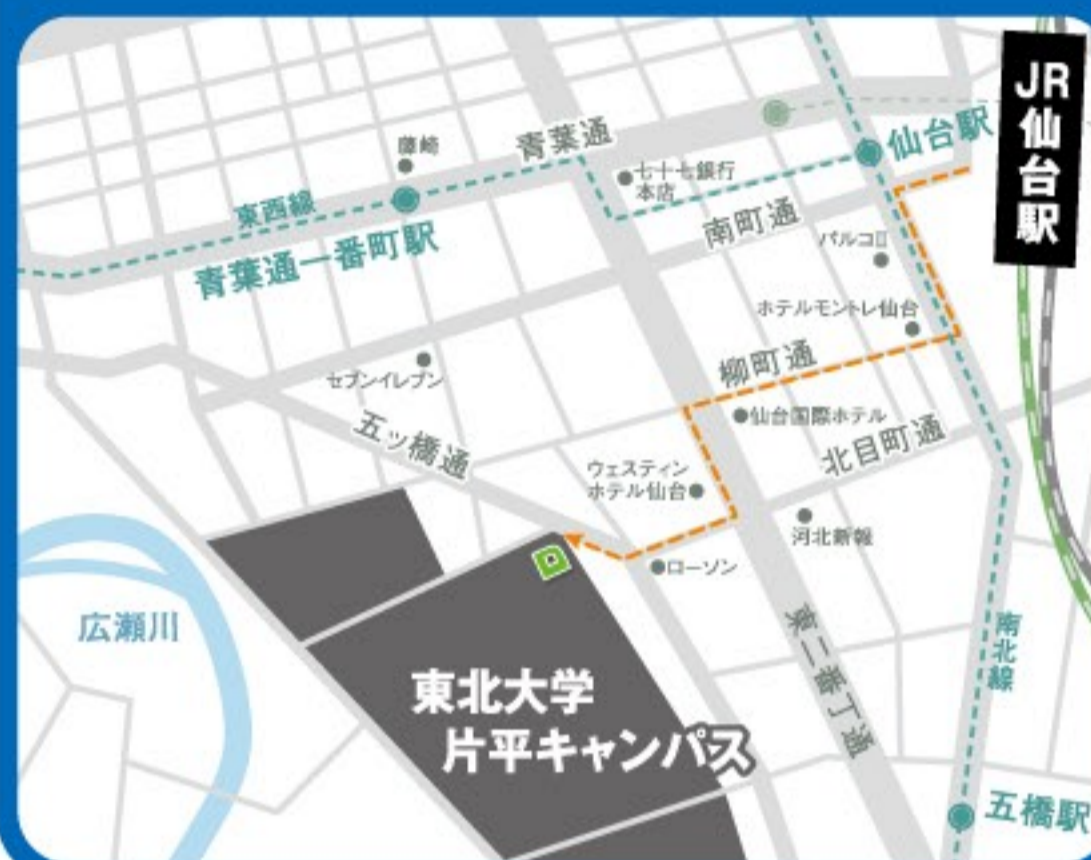 JR仙台駅
藤崎
青葉通
仙台駅
七十七銀行
本店
東西線
南町通
青葉通一番町駅
パルコ
ホテルモントレ仙台
柳町通
セブンイレブン
仙台国際ホテル
五ッ橋通
北目町通
ウェスティン
ホテル仙台
河北新報
ローソン
広瀬川
東二番丁通
南北線
東北大学
片平キャンパス
五橋駅